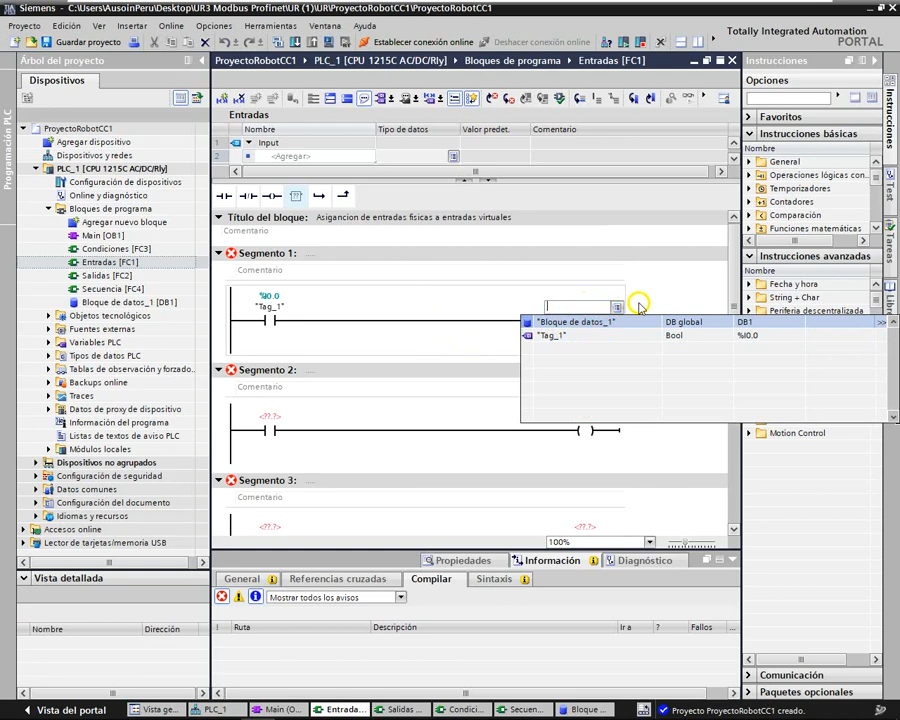 Siemens - C:\Users\AusoinPeru\Desktop\UR3 Modbus Profinet\UR (1)\UR\ProyectoRobotCC1\ProyectoRobotCC1
Proyecto Edición Ver Insertar Online Opciones Herramientas Ventana Ayuda
Totally Integrated Automation
PORTAL
Guardar proyecto
Establecer conexión online
Deshacer conexión online
Árbol del proyecto
ProyectoRobotCC1 ▸ PLC_1 [CPU 1215C AC/DC/Rly] ▸ Bloques de programa ▸ Entradas [FC1]
Instrucciones
Dispositivos
Opciones
Programación PLC
ProyectoRobotCC1
Agregar dispositivo
Dispositivos y redes
PLC_1 [CPU 1215C AC/DC/Rly]
Configuración de dispositivos
Online y diagnóstico
Bloques de programa
Agregar nuevo bloque
Main [OB1]
Condiciones [FC3]
Entradas [FC1]
Salidas [FC2]
Secuencia [FC4]
Bloque de datos_1 [DB1]
Objetos tecnológicos
Fuentes externas
Variables PLC
Tipos de datos PLC
Tablas de observación y forzado...
Backups online
Traces
Datos de proxy de dispositivo
Información del programa
Listas de textos de aviso PLC
Módulos locales
Dispositivos no agrupados
Configuración de seguridad
Datos comunes
Configuración del documento
Idiomas y recursos
Accesos online
Lector de tarjetas/memoria USB
Vista detallada
Nombre Dirección
Entradas
Nombre Tipo de datos Valor predet. Comentario
1 Input
2 <Agregar>
Título del bloque: Asigancion de entradas fisicas a entradas virtuales
Comentario
Segmento 1: .....
Comentario
%I0.0
"Tag_1"
"Bloque de datos_1" DB global DB1 >>
"Tag_1" Bool %I0.0
Segmento 2: .....
Comentario
<??.?>
Segmento 3: .....
Comentario
<??.?> <??.?>
100%
Propiedades Información Diagnóstico
General Referencias cruzadas Compilar Sintaxis
Mostrar todos los avisos
! Ruta Descripción Ir a ? Fallos ...
Favoritos
Instrucciones básicas
Nombre
General
Operaciones lógicas con...
Temporizadores
Contadores
Comparación
Funciones matemáticas
Instrucciones avanzadas
Nombre
Fecha y hora
String + Char
Periferia descentralizada
Motion Control
Comunicación
Paquetes opcionales
Instrucciones
Test
Tareas
Vista del portal
Vista ge...
PLC_1
Main (O...
Entrada...
Salidas ...
Condici...
Secuen...
Bloque ...
Proyecto ProyectoRobotCC1 creado.